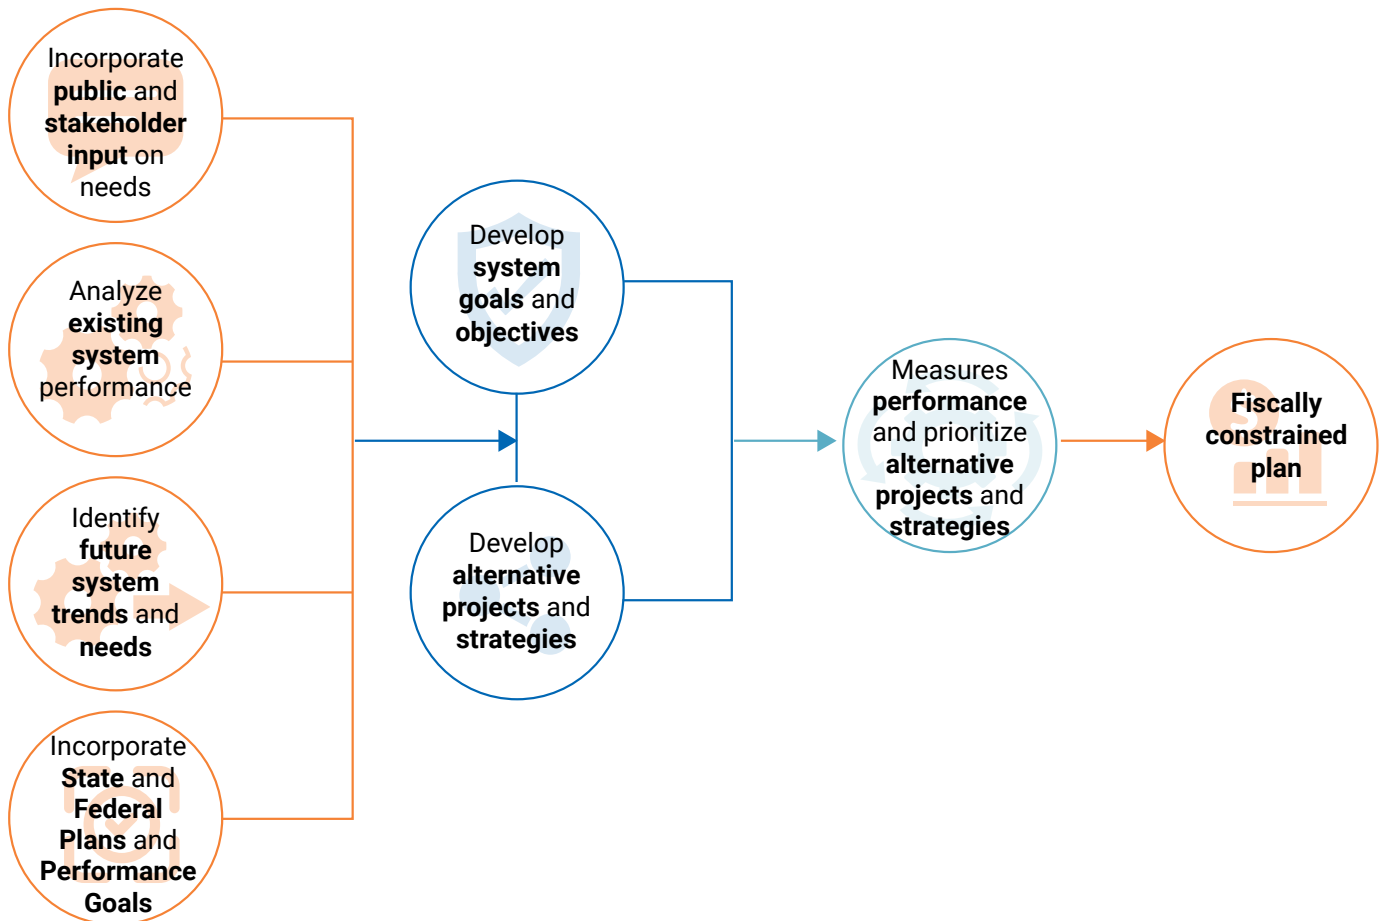 Incorporate
public and
stakeholder
input on
needs
Analyze
existing
system
performance
Identify
future
system
trends and
needs
Incorporate
State and
Federal
Plans and
Performance
Goals
Develop
system
goals and
objectives
Develop
alternative
projects and
strategies
Measures
performance
and prioritize
alternative
projects and
strategies
Fiscally
constrained
plan